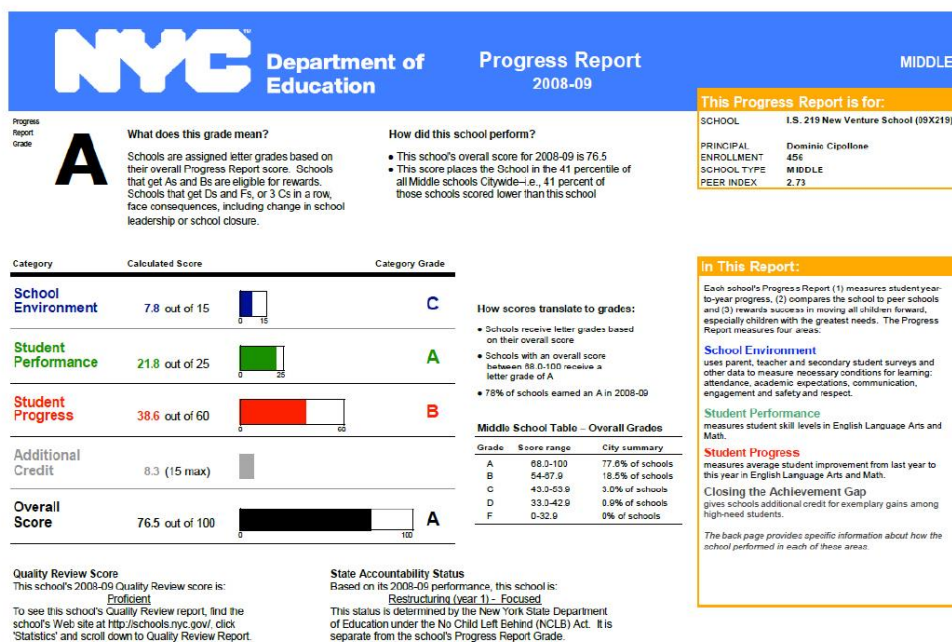 NYC
Department of
Education
Progress Report
2008-09
MIDDLE
Progress
Report
Grade
A
What does this grade mean?
Schools are assigned letter grades based on
their overall Progress Report score. Schools
that get As and Bs are eligible for rewards.
Schools that get Ds and Fs, or 3 Cs in a row,
face consequences, including change in school
leadership or school closure.
How did this school perform?
• This school's overall score for 2008-09 is 76.5
• This score places the School in the 41 percentile of
all Middle schools Citywide–i.e., 41 percent of
those schools scored lower than this school
This Progress Report is for:
SCHOOL I.S. 219 New Venture School (09X219)
PRINCIPAL Dominic Cipollone
ENROLLMENT 456
SCHOOL TYPE MIDDLE
PEER INDEX 2.73
Category Calculated Score Category Grade
School
Environment 7.8 out of 15 C
0 15
Student
Performance 21.8 out of 25 A
0 25
Student
Progress 38.6 out of 60 B
0 60
Additional
Credit 8.3 (15 max)
Overall
Score 76.5 out of 100 A
0 100
How scores translate to grades:
• Schools receive letter grades based
on their overall score
• Schools with an overall score
between 68.0-100 receive a
letter grade of A
• 78% of schools earned an A in 2008-09
Middle School Table – Overall Grades
Grade Score range City summary
A 68.0-100 77.6% of schools
B 54-67.9 18.5% of schools
C 43.0-53.9 3.0% of schools
D 33.0-42.9 0.9% of schools
F 0-32.9 0% of schools
In This Report:
Each school's Progress Report (1) measures student year-
to-year progress, (2) compares the school to peer schools
and (3) rewards success in moving all children forward,
especially children with the greatest needs. The Progress
Report measures four areas:
School Environment
uses parent, teacher and secondary student surveys and
other data to measure necessary conditions for learning:
attendance, academic expectations, communication,
engagement and safety and respect.
Student Performance
measures student skill levels in English Language Arts and
Math.
Student Progress
measures average student improvement from last year to
this year in English Language Arts and Math.
Closing the Achievement Gap
gives schools additional credit for exemplary gains among
high-need students.
The back page provides specific information about how the
school performed in each of these areas.
Quality Review Score
This school's 2008-09 Quality Review score is:
Proficient
To see this school's Quality Review report, find the
school's Web site at http://schools.nyc.gov/, click
'Statistics' and scroll down to Quality Review Report.
State Accountability Status
Based on its 2008-09 performance, this school is:
Restructuring (year 1) - Focused
This status is determined by the New York State Department
of Education under the No Child Left Behind (NCLB) Act. It is
separate from the school's Progress Report Grade.